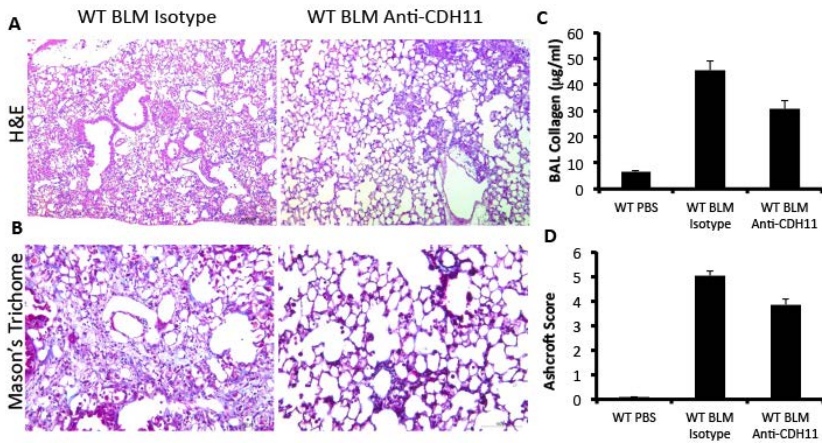 WT BLM Isotype
WT BLM Anti-CDH11
A
H&E
B
Mason's Trichome
C
BAL Collagen (µg/ml)
60
50
40
30
20
10
0
WT PBS
WT BLM
Isotype
WT BLM
Anti-CDH11
D
Ashcroft Score
6
5
4
3
2
1
0
WT PBS
WT BLM
Isotype
WT BLM
Anti-CDH11